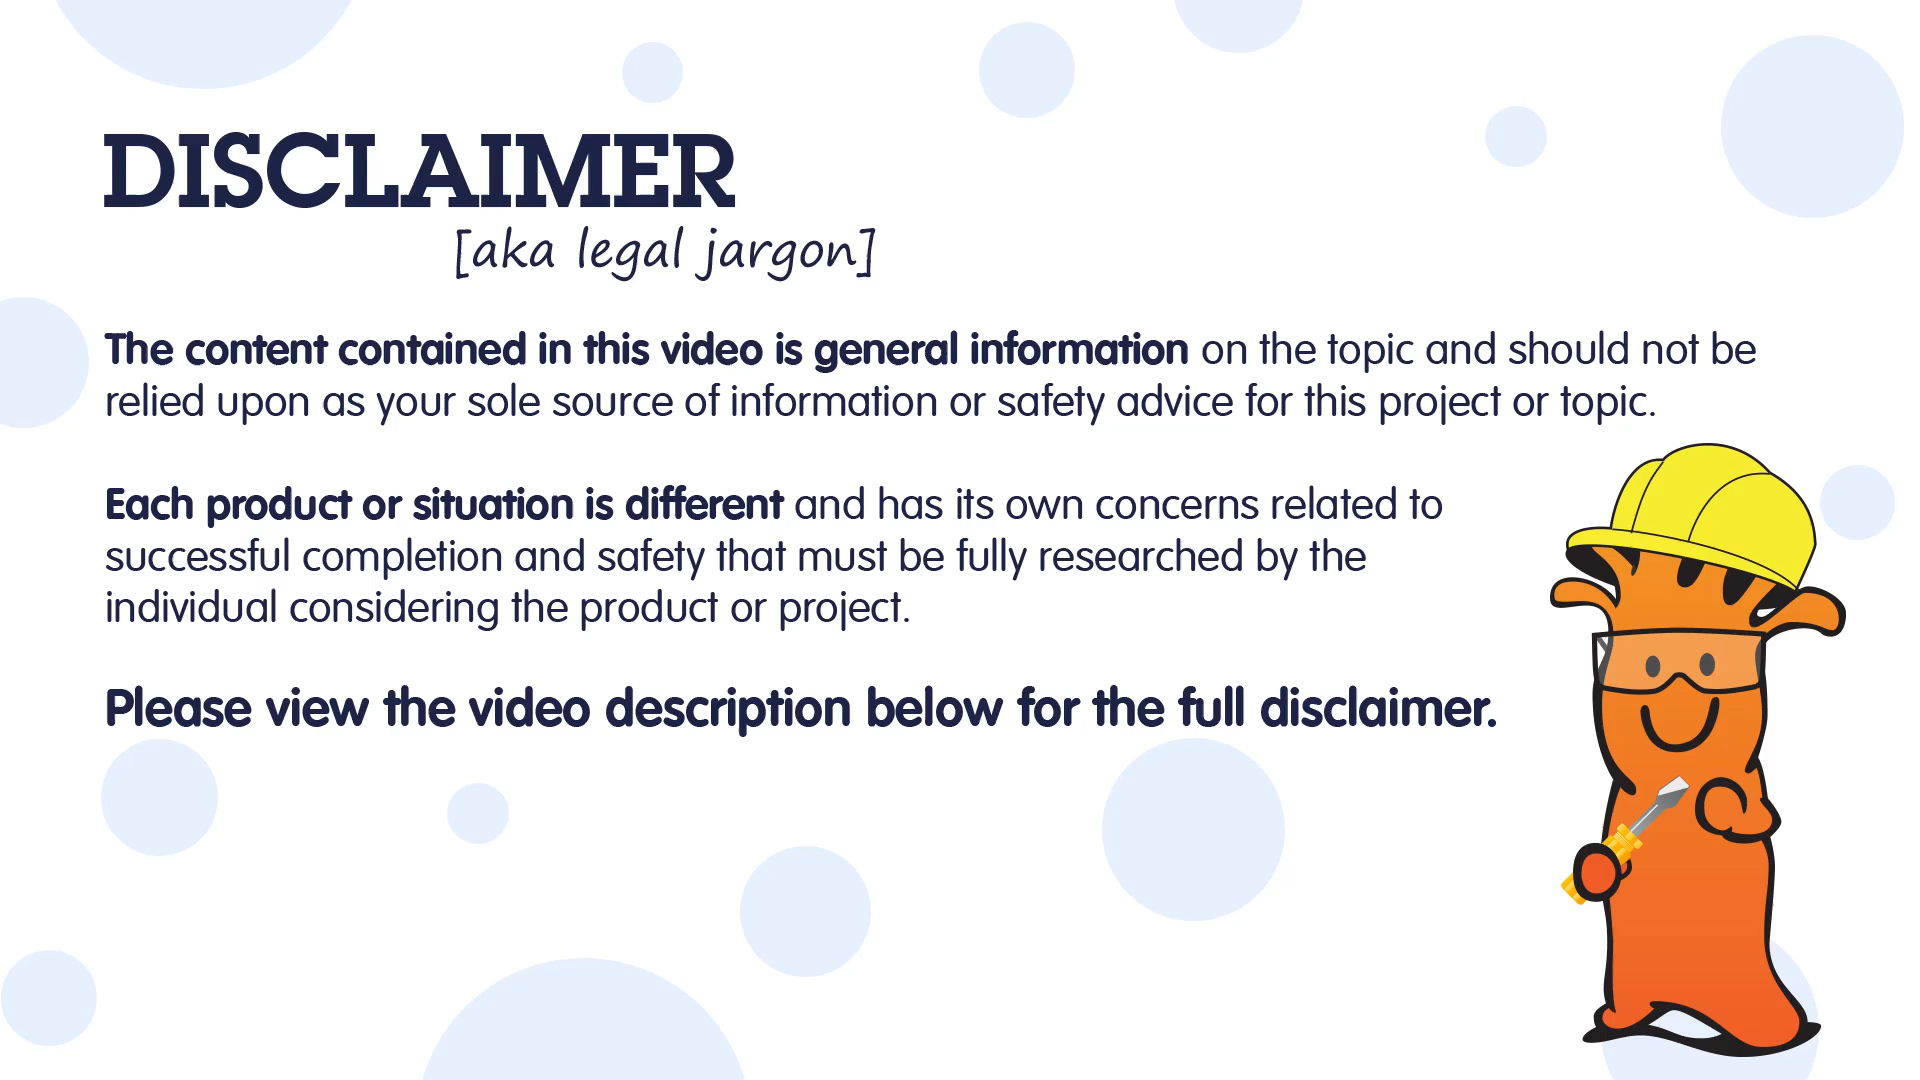 DISCLAIMER
[aka legal jargon]
The content contained in this video is general information on the topic and should not be
relied upon as your sole source of information or safety advice for this project or topic.
Each product or situation is different and has its own concerns related to
successful completion and safety that must be fully researched by the
individual considering the product or project.
Please view the video description below for the full disclaimer.